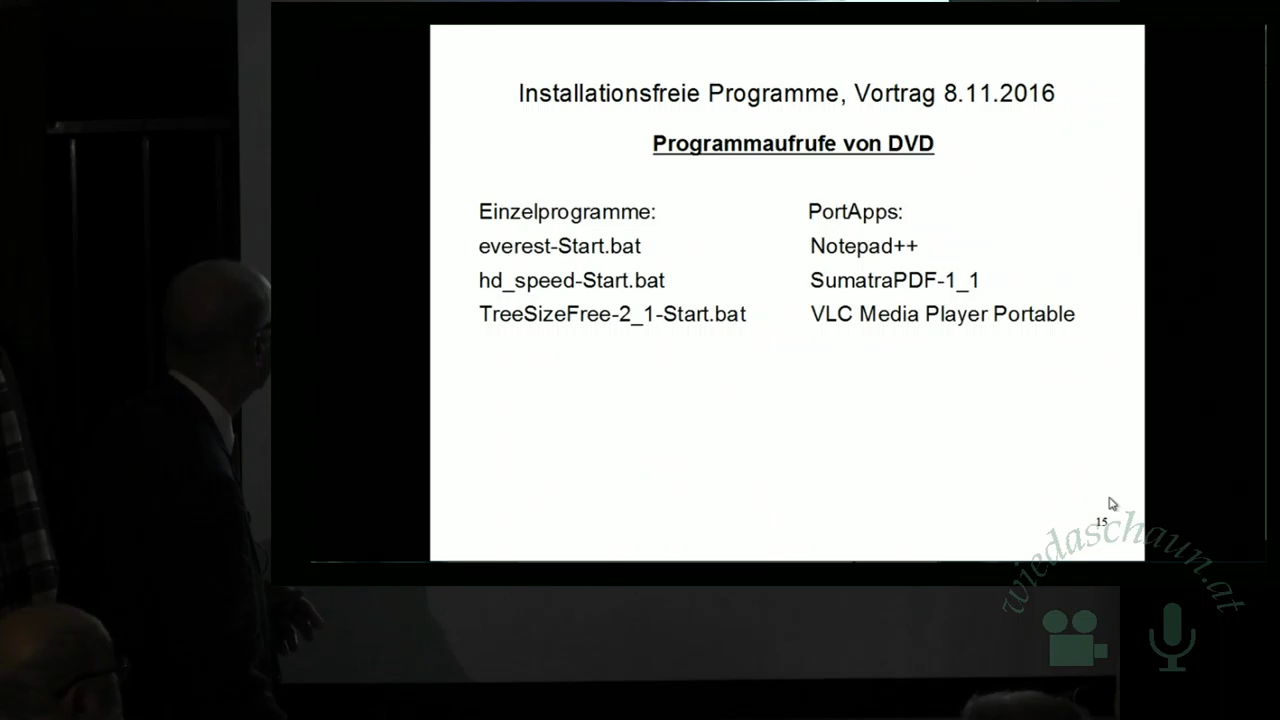 Installationsfreie Programme, Vortrag 8.11.2016
Programmaufrufe von DVD
Einzelprogramme:
everest-Start.bat
hd_speed-Start.bat
TreeSizeFree-2_1-Start.bat
PortApps:
Notepad++
SumatraPDF-1_1
VLC Media Player Portable
15
wiedaschaun.at